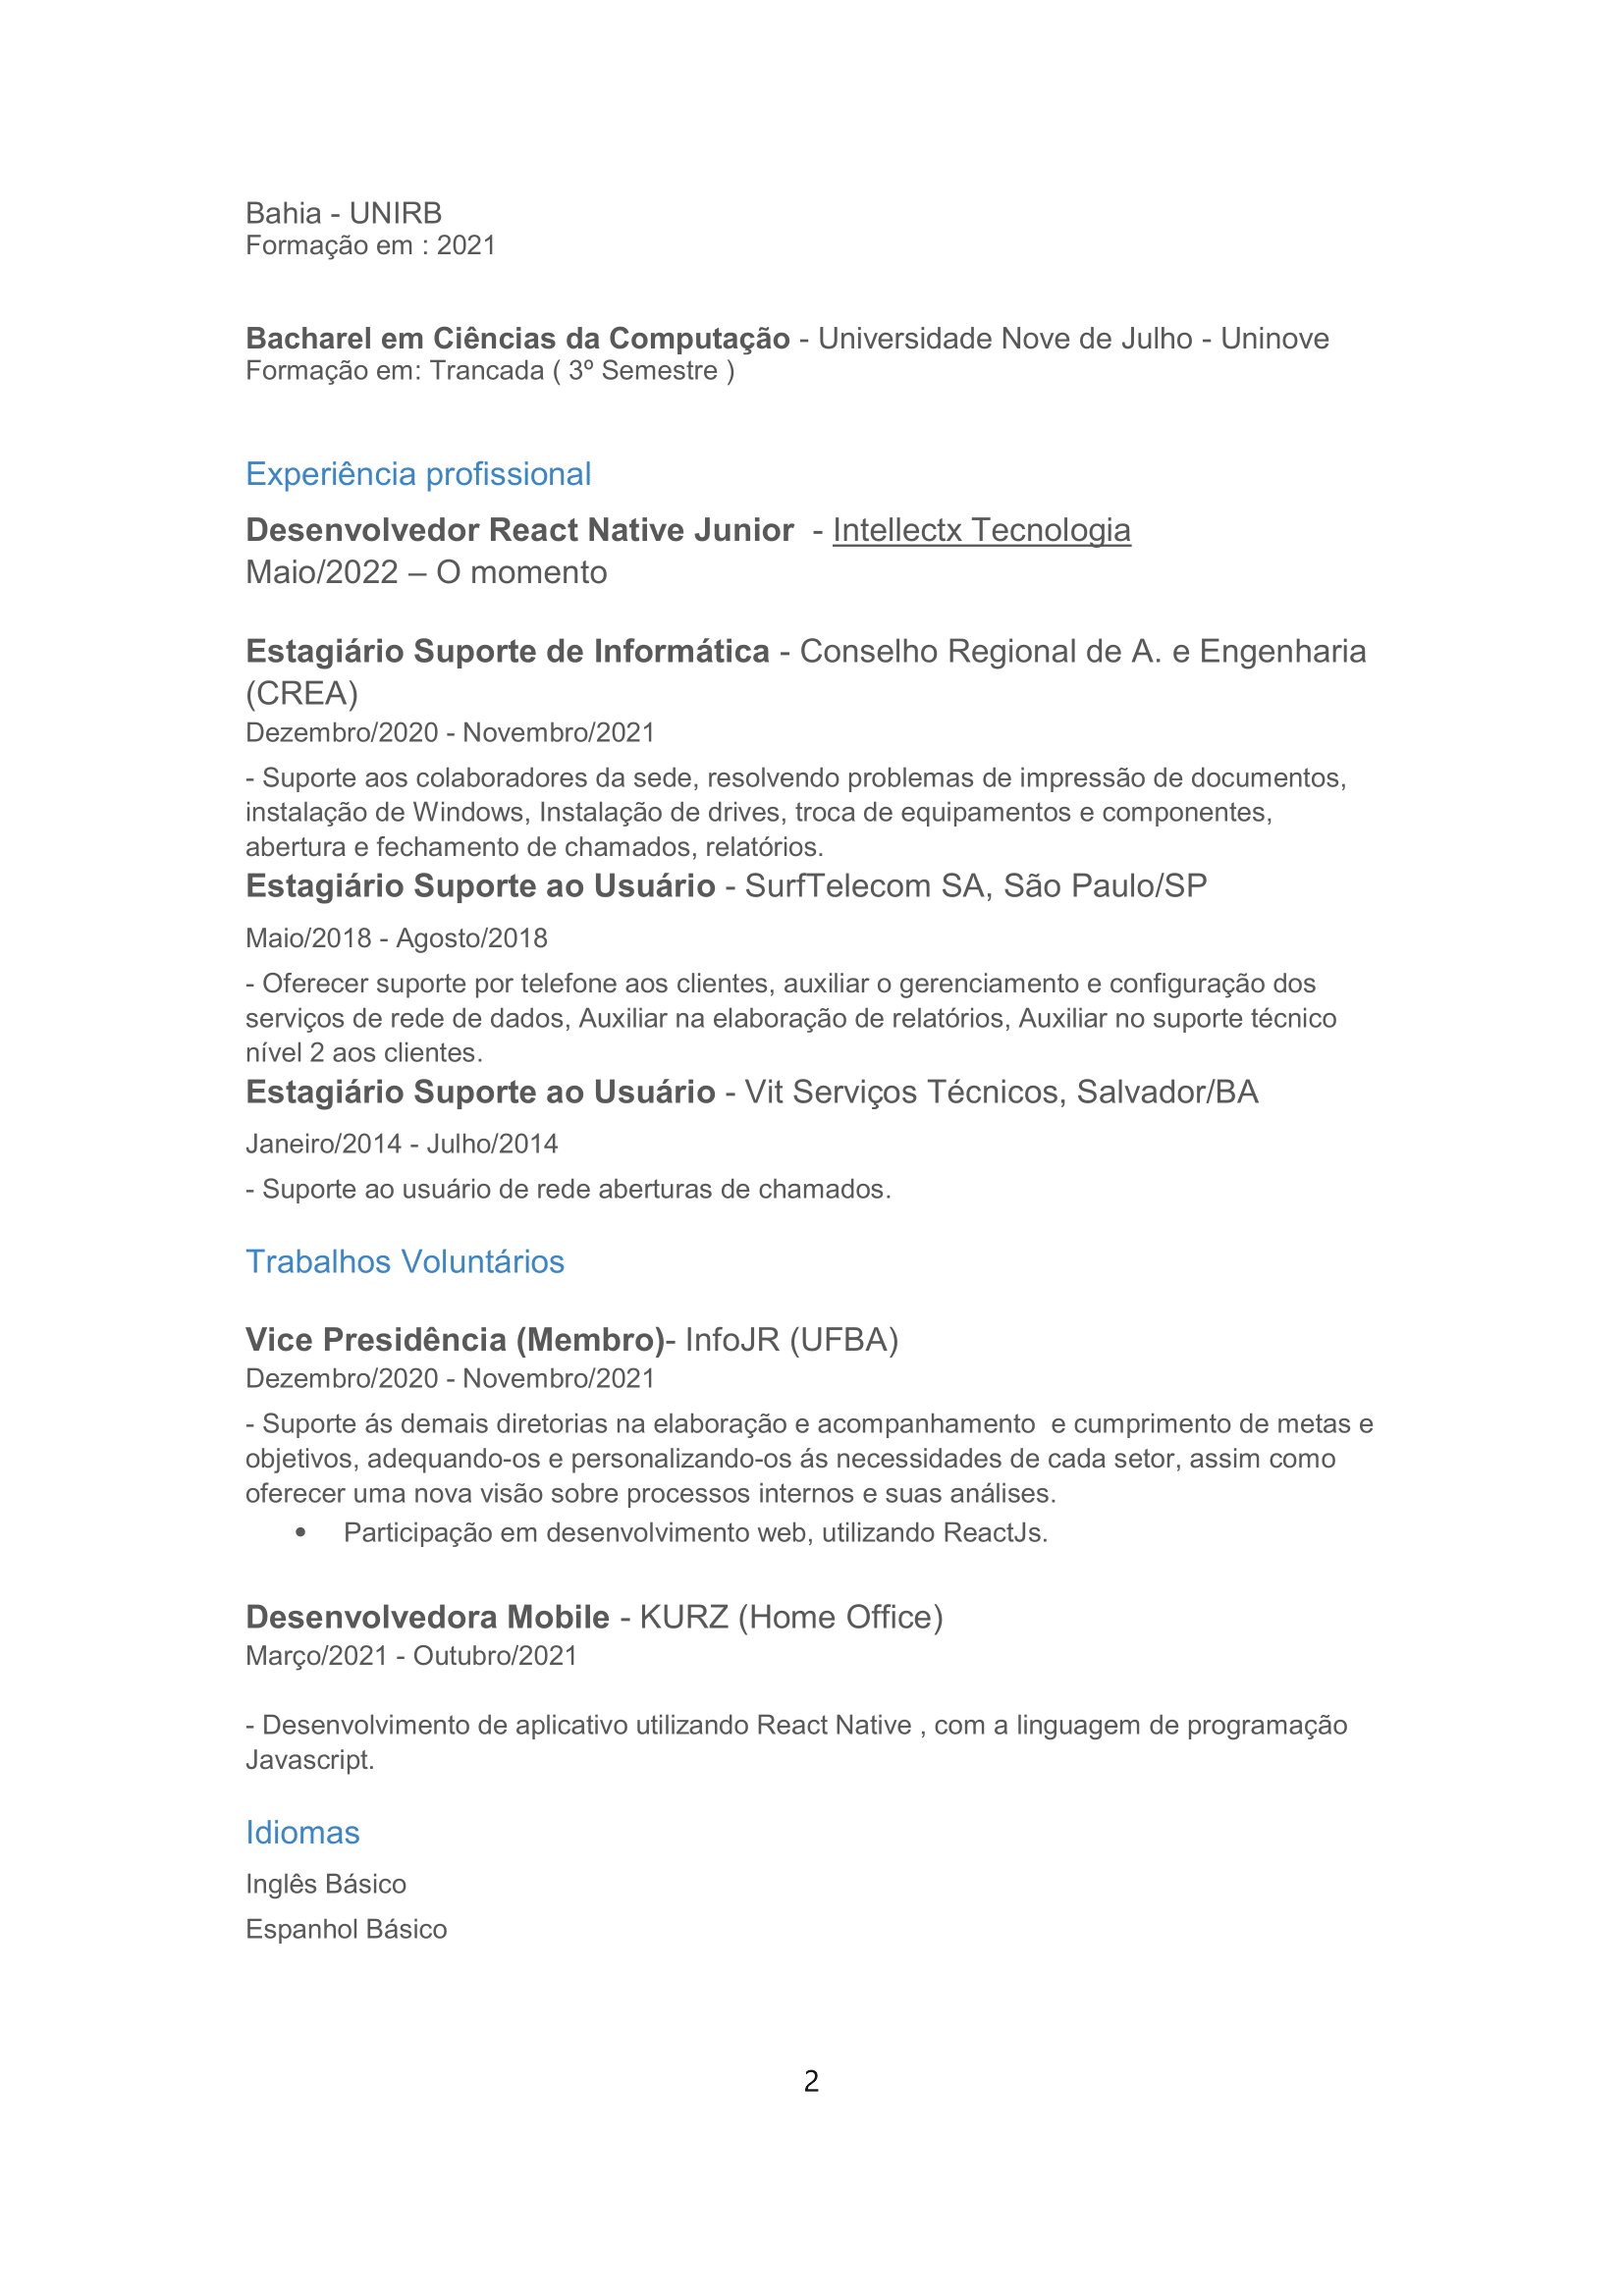 Bahia - UNIRB
Formação em : 2021
Bacharel em Ciências da Computação - Universidade Nove de Julho - Uninove
Formação em: Trancada ( 3º Semestre )
Experiência profissional
Desenvolvedor React Native Junior  - Intellectx Tecnologia
Maio/2022 – O momento
Estagiário Suporte de Informática - Conselho Regional de A. e Engenharia
(CREA)
Dezembro/2020 - Novembro/2021
- Suporte aos colaboradores da sede, resolvendo problemas de impressão de documentos,
instalação de Windows, Instalação de drives, troca de equipamentos e componentes,
abertura e fechamento de chamados, relatórios.
Estagiário Suporte ao Usuário - SurfTelecom SA, São Paulo/SP
Maio/2018 - Agosto/2018
- Oferecer suporte por telefone aos clientes, auxiliar o gerenciamento e configuração dos
serviços de rede de dados, Auxiliar na elaboração de relatórios, Auxiliar no suporte técnico
nível 2 aos clientes.
Estagiário Suporte ao Usuário - Vit Serviços Técnicos, Salvador/BA
Janeiro/2014 - Julho/2014
- Suporte ao usuário de rede aberturas de chamados.
Trabalhos Voluntários
Vice Presidência (Membro)- InfoJR (UFBA)
Dezembro/2020 - Novembro/2021
- Suporte ás demais diretorias na elaboração e acompanhamento  e cumprimento de metas e
objetivos, adequando-os e personalizando-os ás necessidades de cada setor, assim como
oferecer uma nova visão sobre processos internos e suas análises.
• Participação em desenvolvimento web, utilizando ReactJs.
Desenvolvedora Mobile - KURZ (Home Office)
Março/2021 - Outubro/2021
- Desenvolvimento de aplicativo utilizando React Native , com a linguagem de programação
Javascript.
Idiomas
Inglês Básico
Espanhol Básico
2